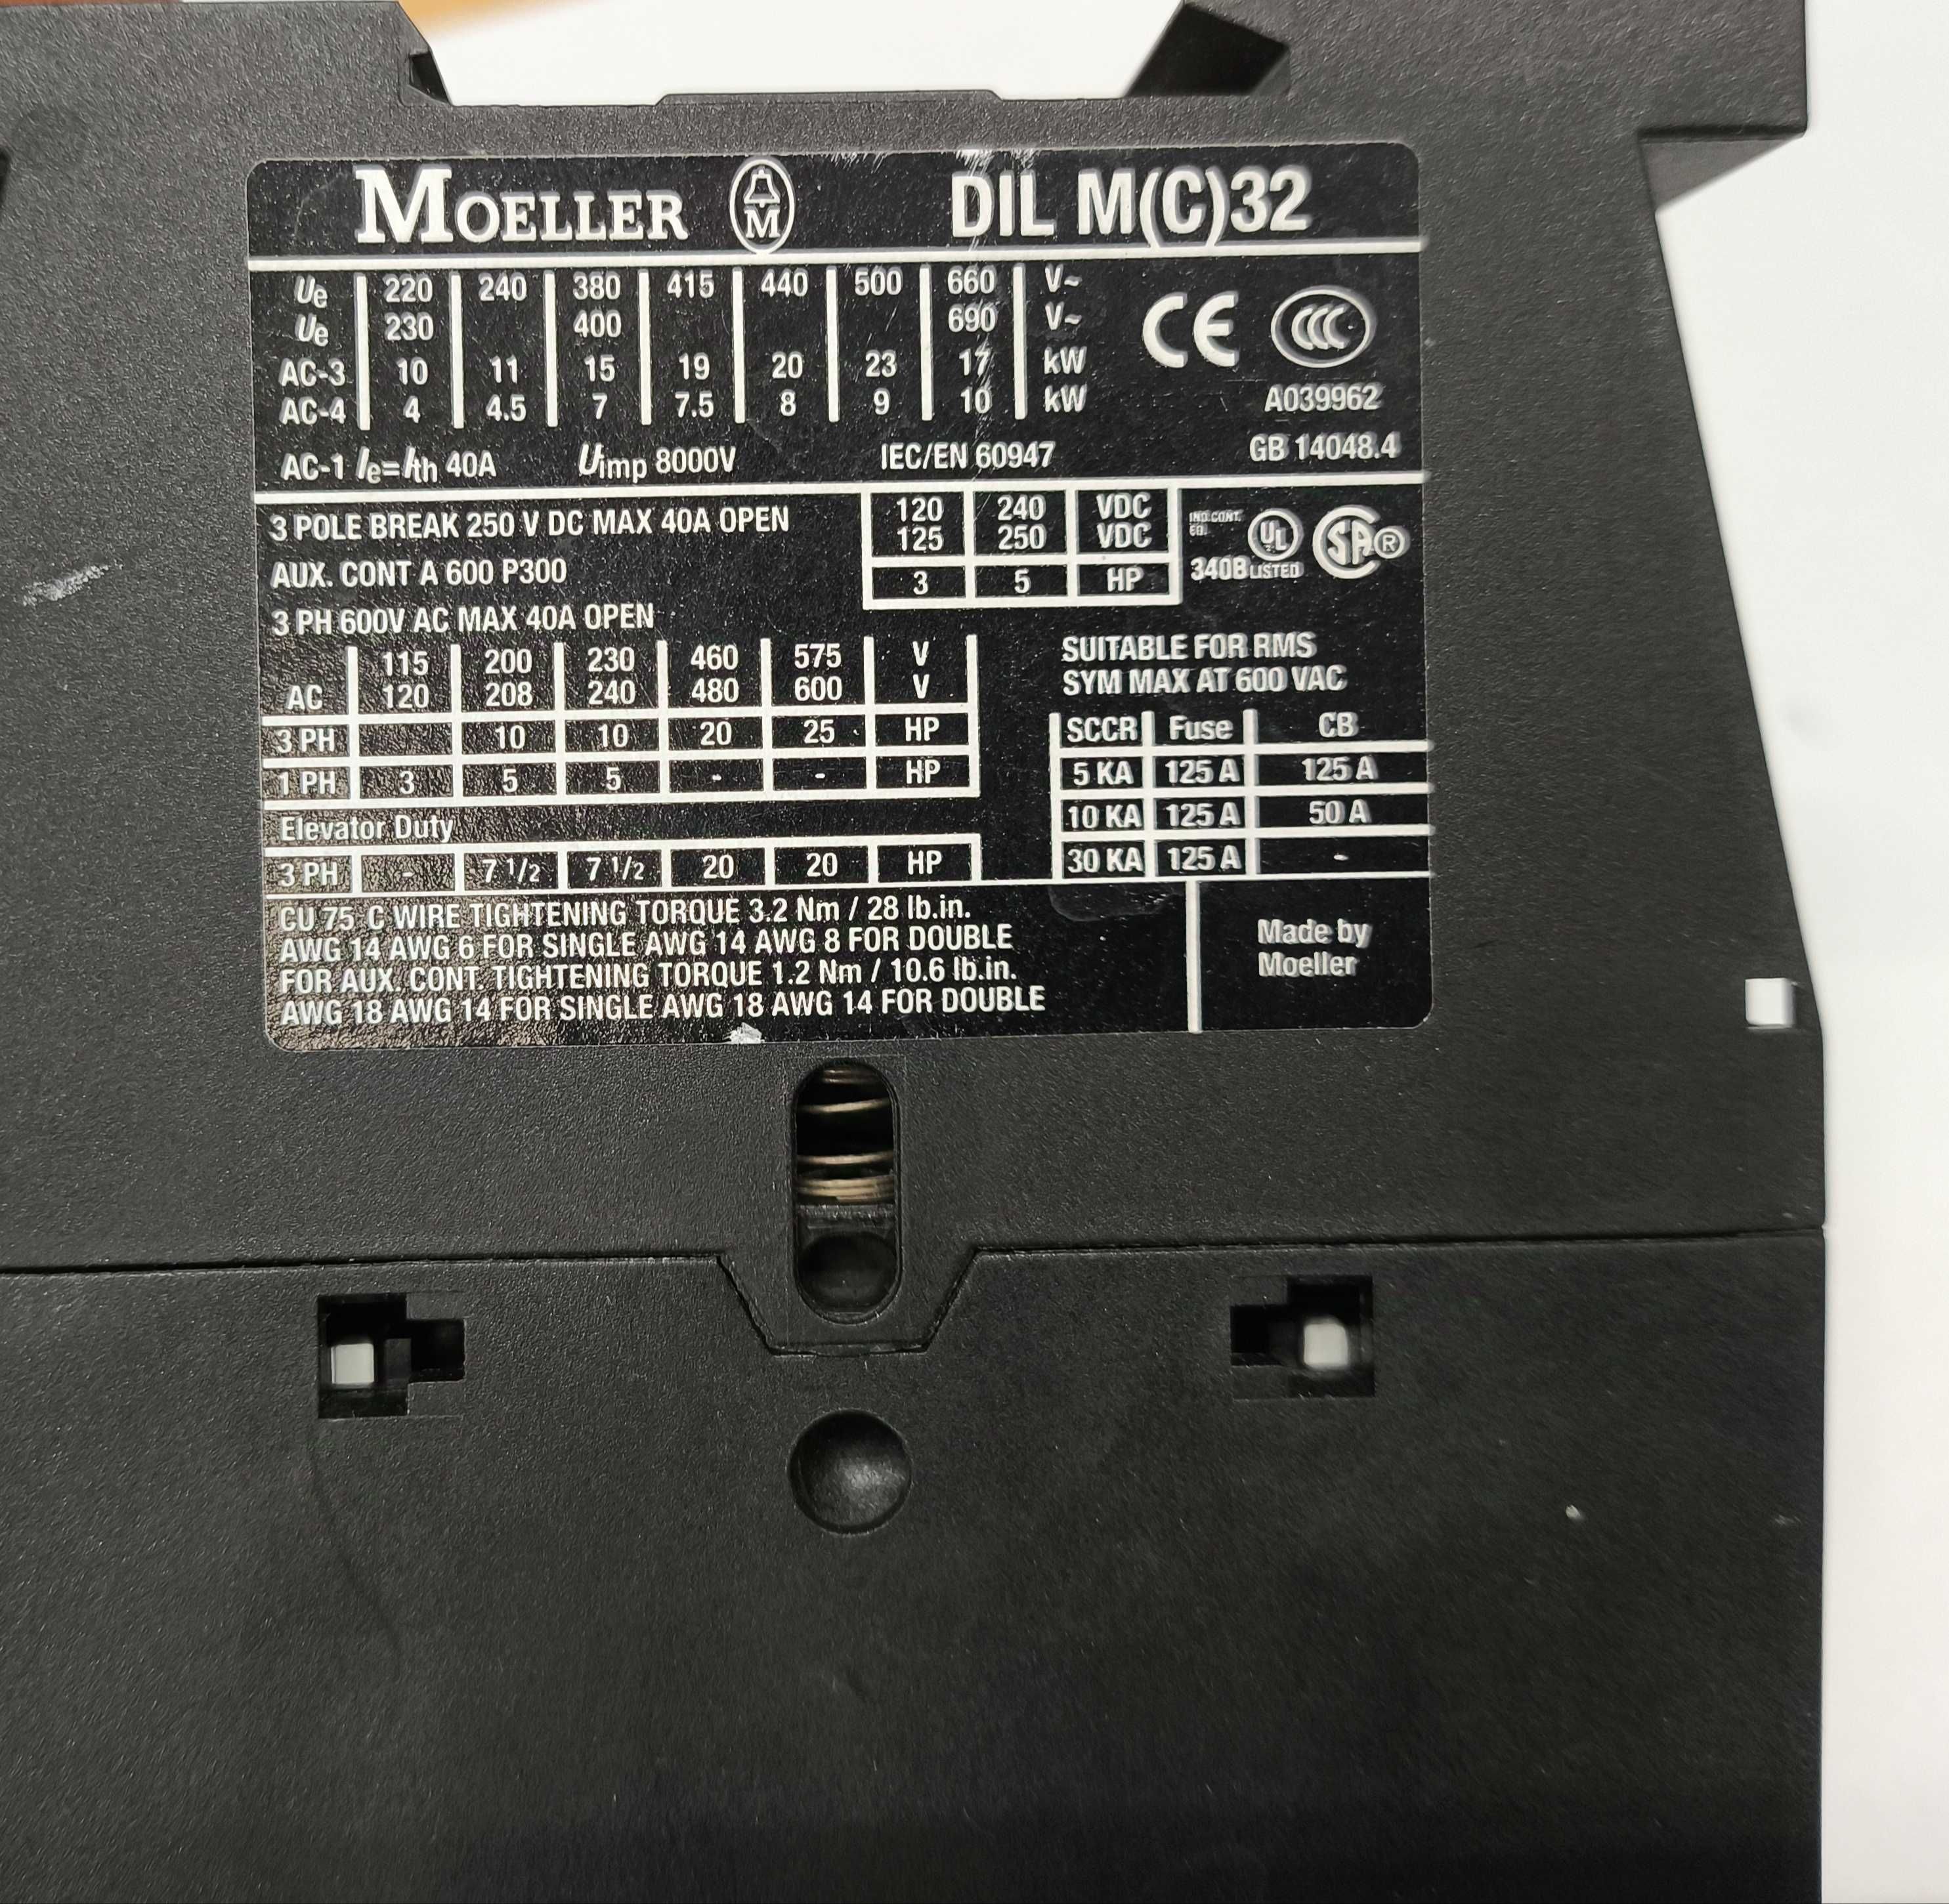 MOELLER M DIL M(C)32
Ue 220 240 380 415 440 500 660 V~
Ue 230 400 690 V~
AC-3 10 11 15 19 20 23 17 kW
AC-4 4 4.5 7 7.5 8 9 10 kW
CE CCC
A039962
AC-1 Ie=Ith 40A Uimp 8000V IEC/EN 60947 GB 14048.4
3 POLE BREAK 250 V DC MAX 40A OPEN
AUX. CONT A 600 P300
3 PH 600V AC MAX 40A OPEN
120 240 VDC
125 250 VDC
3 5 HP
IND.CONT.
EQ.
UL SA®
340B LISTED
115 200 230 460 575 V
AC 120 208 240 480 600 V
3 PH 10 10 20 25 HP
1 PH 3 5 5 - - HP
Elevator Duty
3 PH - 7 1/2 7 1/2 20 20 HP
SUITABLE FOR RMS
SYM MAX AT 600 VAC
SCCR Fuse CB
5 KA 125 A 125 A
10 KA 125 A 50 A
30 KA 125 A -
CU 75 C WIRE TIGHTENING TORQUE 3.2 Nm / 28 lb.in.
AWG 14 AWG 6 FOR SINGLE AWG 14 AWG 8 FOR DOUBLE
FOR AUX. CONT. TIGHTENING TORQUE 1.2 Nm / 10.6 lb.in.
AWG 18 AWG 14 FOR SINGLE AWG 18 AWG 14 FOR DOUBLE
Made by
Moeller